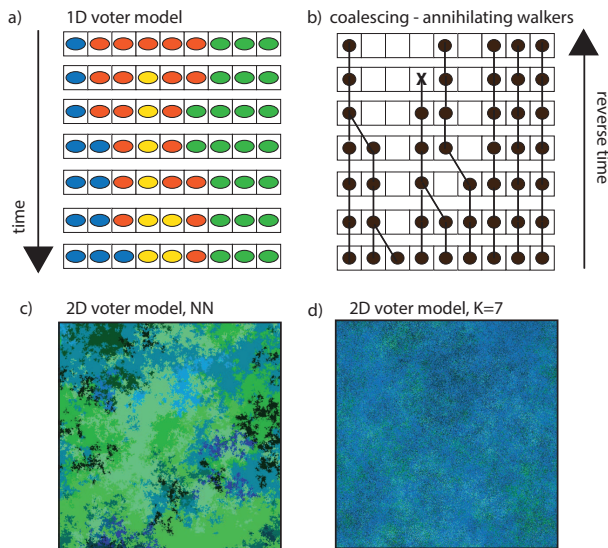 a) 1D voter model
b) coalescing - annihilating walkers
time
X
reverse time
c) 2D voter model, NN
d) 2D voter model, K=7